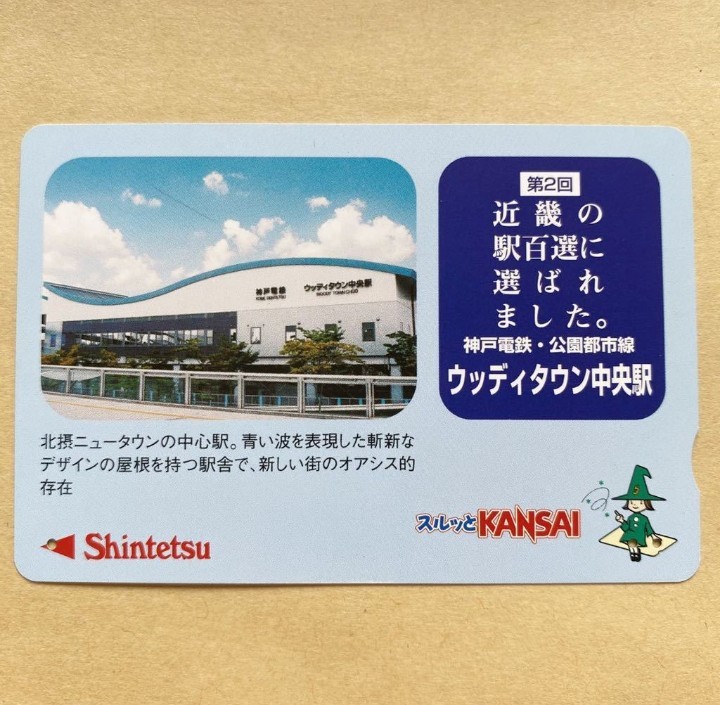 神戸電鉄
ウッディタウン中央駅
WOODY TOWN CHUO
第2回
近畿の
駅百選に
選ばれ
ました。
神戸電鉄・公園都市線
ウッディタウン中央駅
北摂ニュータウンの中心駅。青い波を表現した斬新な
デザインの屋根を持つ駅舎で、新しい街のオアシス的
存在
Shintetsu
スルッとKANSAI